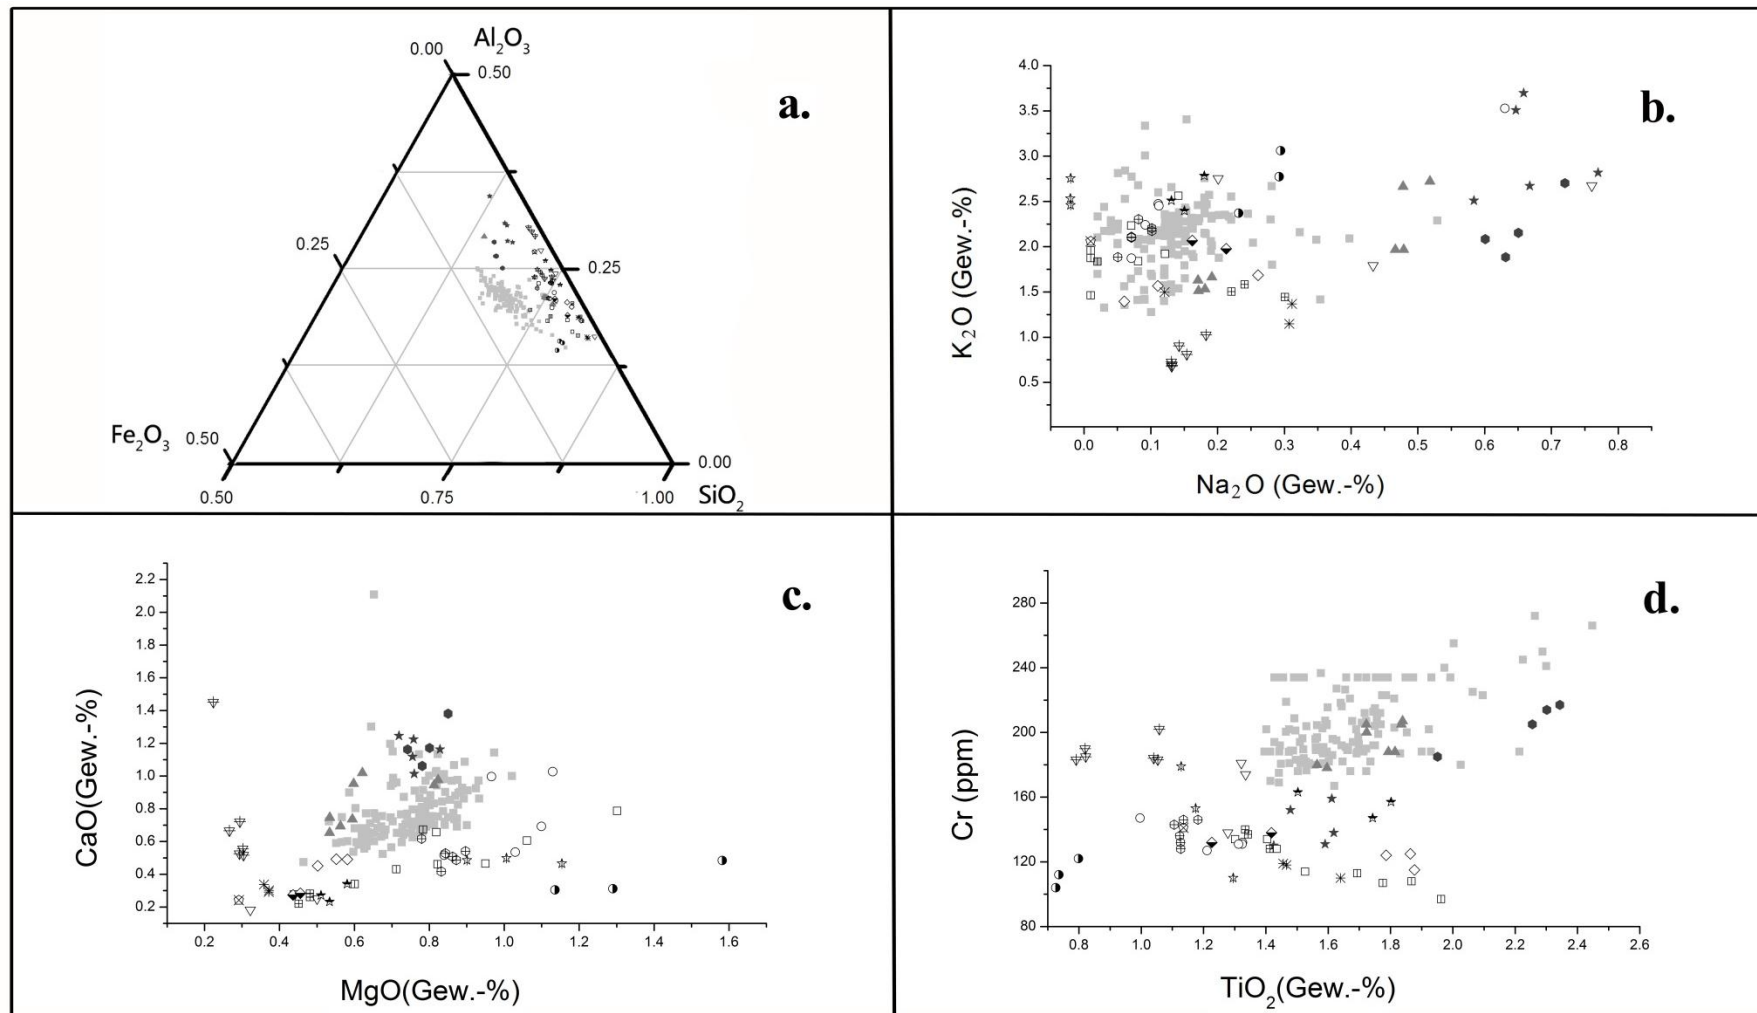 Al₂O₃
0.00
0.50
a.
0.25
0.25
Fe₂O₃
0.50
0.00
0.50
0.75
1.00
SiO₂
b.
4.0
3.5
3.0
2.5
2.0
1.5
1.0
0.5
K₂O (Gew.-%)
0.0 0.1 0.2 0.3 0.4 0.5 0.6 0.7 0.8
Na₂O (Gew.-%)
c.
2.2
2.0
1.8
1.6
1.4
1.2
1.0
0.8
0.6
0.4
0.2
CaO(Gew.-%)
0.2 0.4 0.6 0.8 1.0 1.2 1.4 1.6
MgO(Gew.-%)
d.
280
240
200
160
120
80
Cr (ppm)
0.8 1.0 1.2 1.4 1.6 1.8 2.0 2.2 2.4 2.6
TiO₂(Gew.-%)